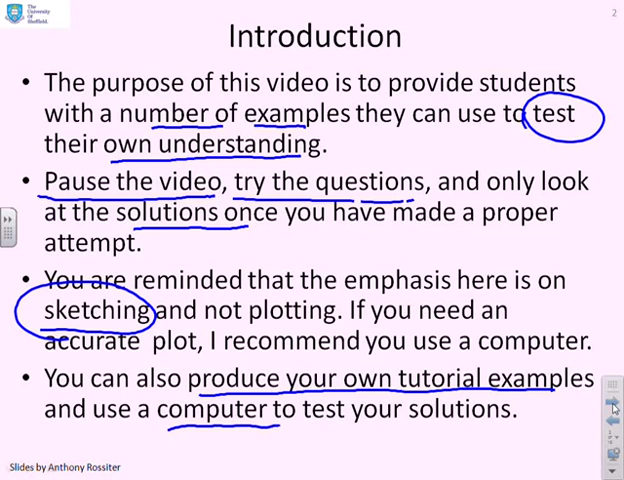 The
University
Of
Sheffield.
2
Introduction
• The purpose of this video is to provide students
with a number of examples they can use to test
their own understanding.
• Pause the video, try the questions, and only look
at the solutions once you have made a proper
attempt.
• You are reminded that the emphasis here is on
sketching and not plotting. If you need an
accurate plot, I recommend you use a computer.
• You can also produce your own tutorial examples
and use a computer to test your solutions.
Slides by Anthony Rossiter